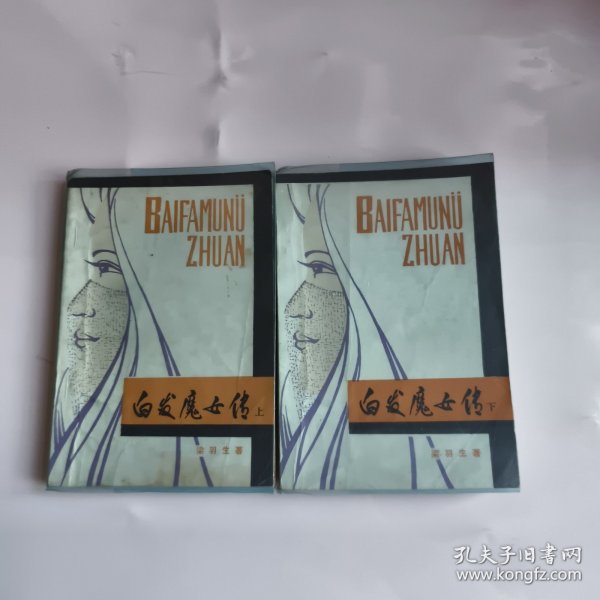 BAIFAMUNÜ
ZHUAN
白发魔女传 上
梁羽生著
BAIFAMUNÜ
ZHUAN
白发魔女传 下
梁羽生著
孔夫子旧书网
www.kongfz.com